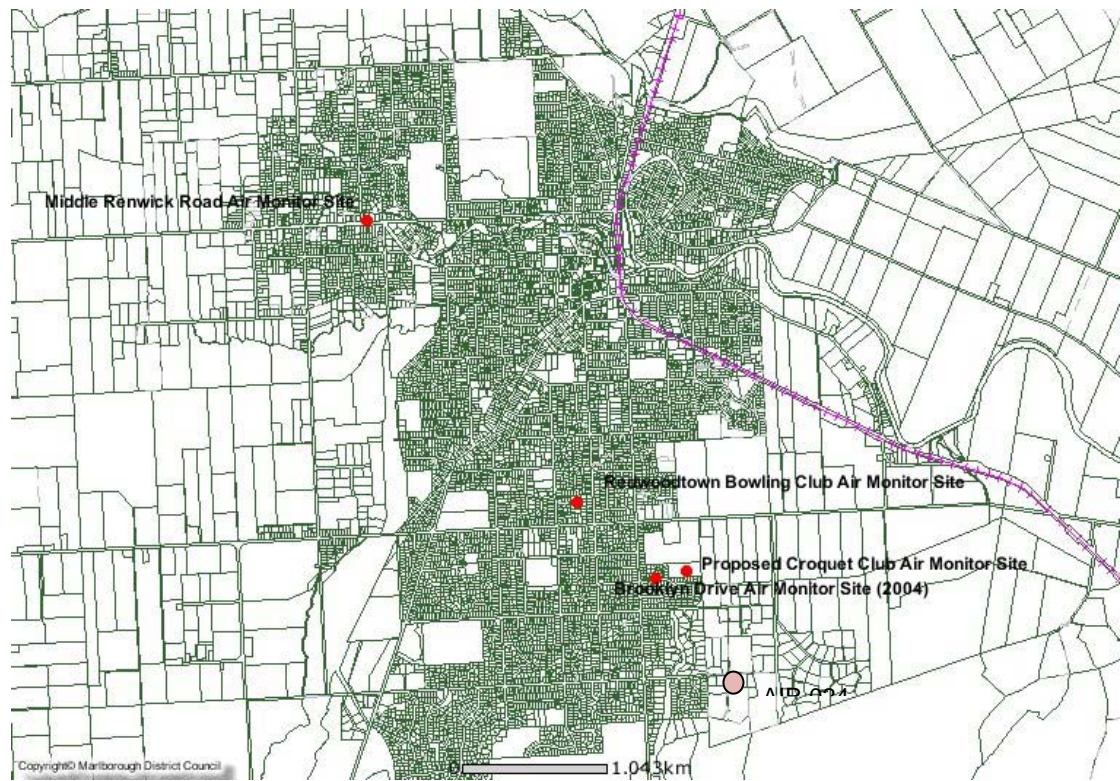 Middle Renwick Road Air Monitor Site
Redwoodtown Bowling Club Air Monitor Site
Proposed Croquet Club Air Monitor Site
Brooklyn Drive Air Monitor Site (2004)
Copyright© Marlborough District Council
0 1.043km